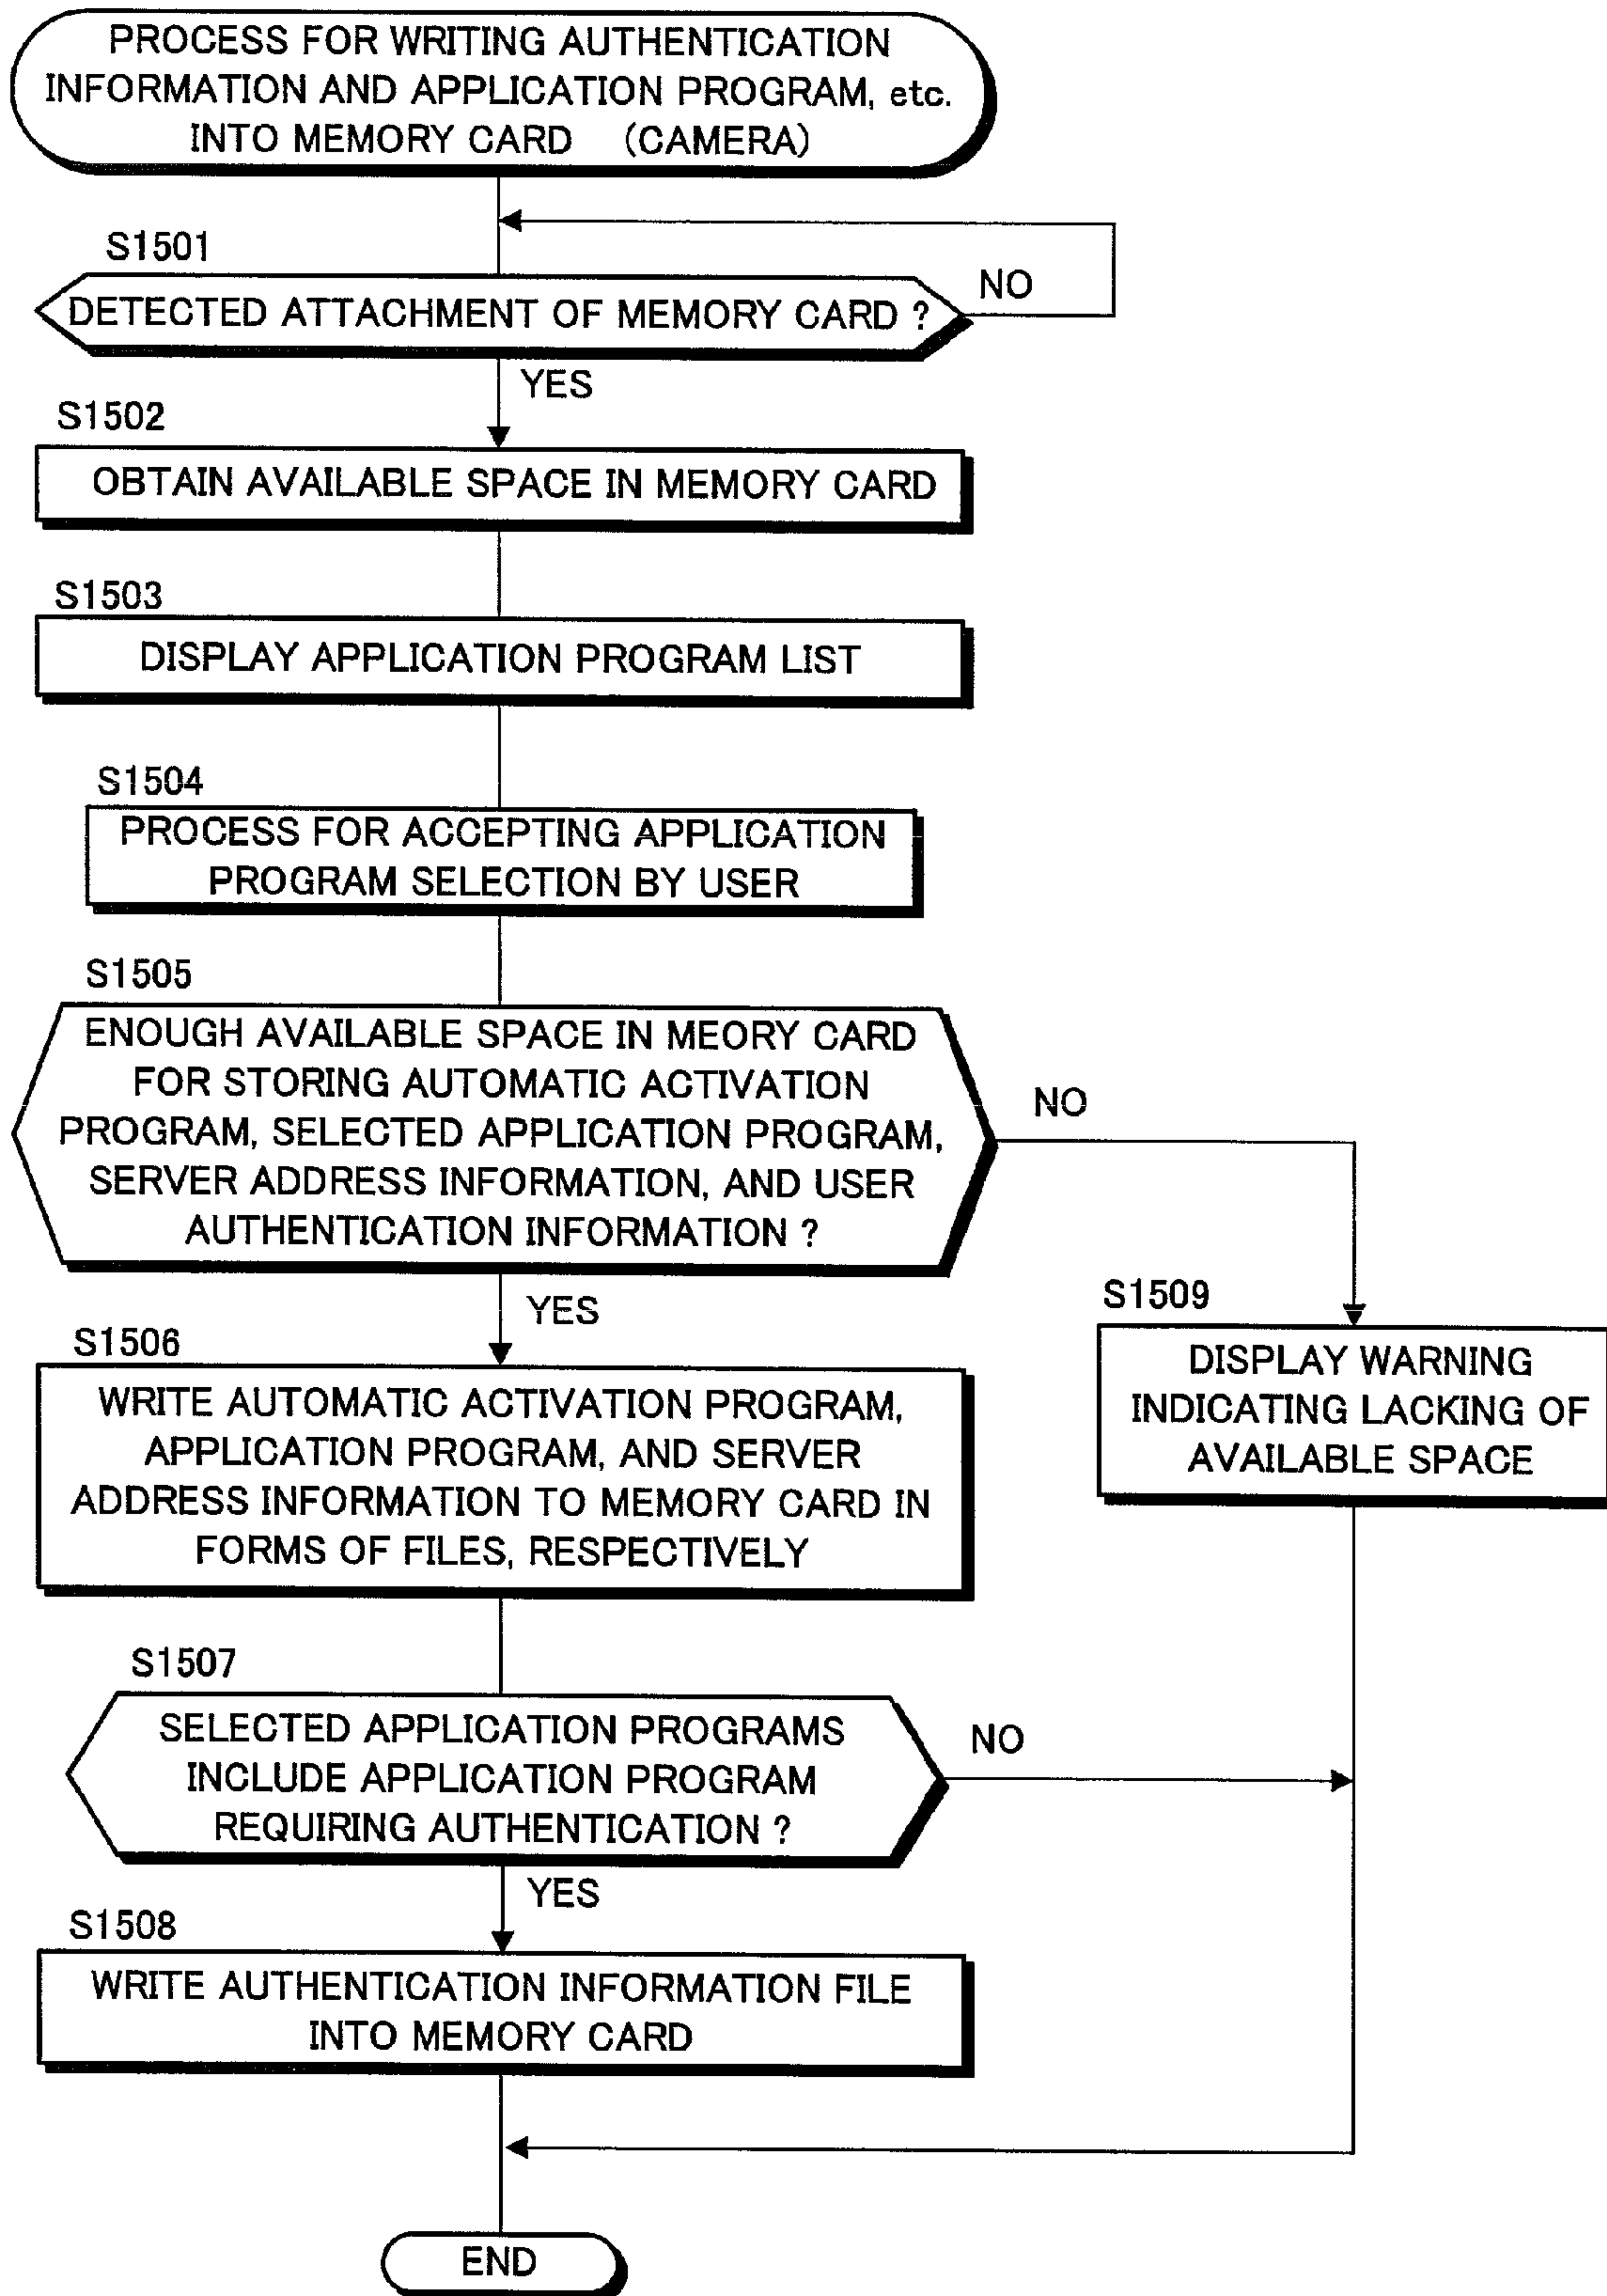 PROCESS FOR WRITING AUTHENTICATION
INFORMATION AND APPLICATION PROGRAM, etc.
INTO MEMORY CARD (CAMERA)
S1501
DETECTED ATTACHMENT OF MEMORY CARD ?
NO
YES
S1502
OBTAIN AVAILABLE SPACE IN MEMORY CARD
S1503
DISPLAY APPLICATION PROGRAM LIST
S1504
PROCESS FOR ACCEPTING APPLICATION
PROGRAM SELECTION BY USER
S1505
ENOUGH AVAILABLE SPACE IN MEORY CARD
FOR STORING AUTOMATIC ACTIVATION
PROGRAM, SELECTED APPLICATION PROGRAM,
SERVER ADDRESS INFORMATION, AND USER
AUTHENTICATION INFORMATION ?
NO
YES
S1509
DISPLAY WARNING
INDICATING LACKING OF
AVAILABLE SPACE
S1506
WRITE AUTOMATIC ACTIVATION PROGRAM,
APPLICATION PROGRAM, AND SERVER
ADDRESS INFORMATION TO MEMORY CARD IN
FORMS OF FILES, RESPECTIVELY
S1507
SELECTED APPLICATION PROGRAMS
INCLUDE APPLICATION PROGRAM
REQUIRING AUTHENTICATION ?
NO
YES
S1508
WRITE AUTHENTICATION INFORMATION FILE
INTO MEMORY CARD
END